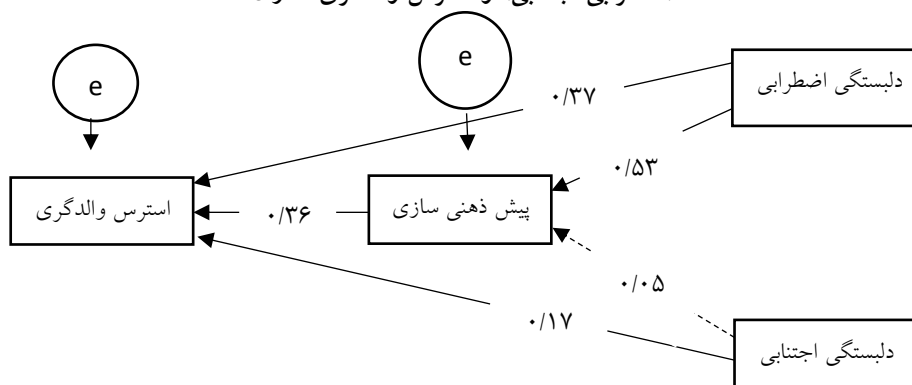 e
e
دلبستگی اضطرابی
۰/۳۷
۰/۵۳
استرس والدگری
۰/۳۶
پیش ذهنی سازی
۰/۰۵
۰/۱۷
دلبستگی اجتنابی